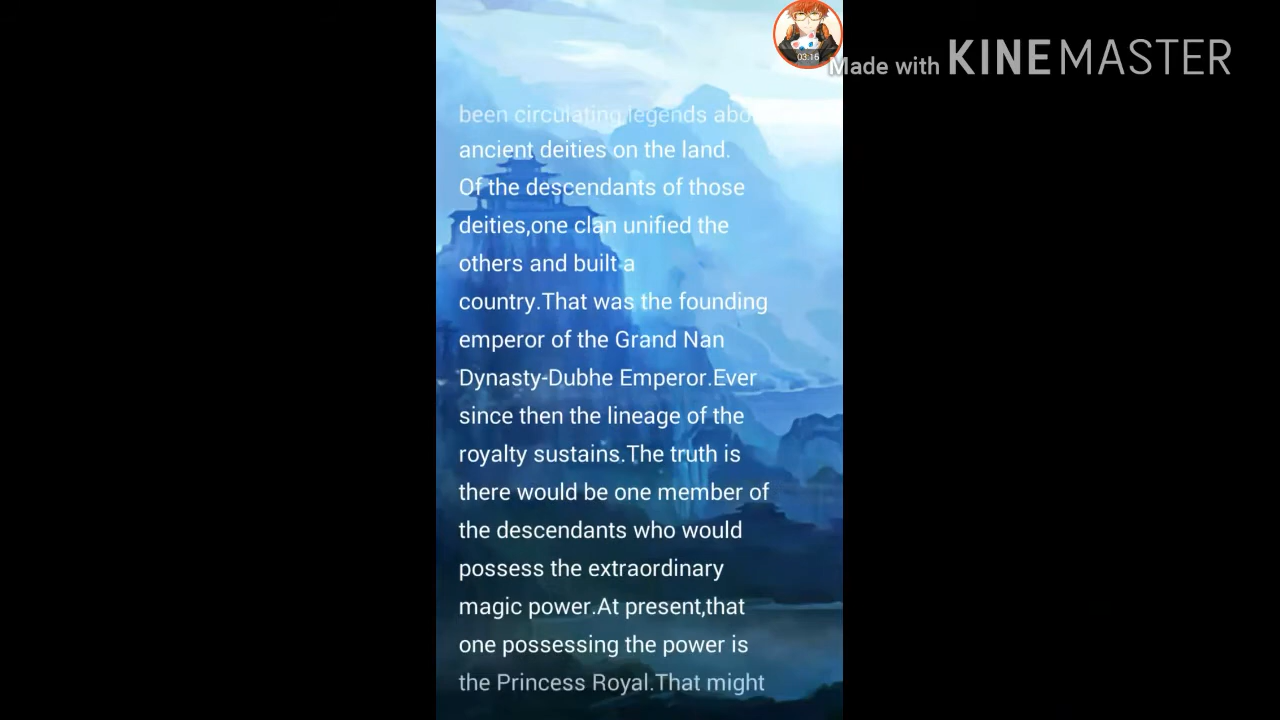 03:16
Made with KINEMASTER
been circulating legends abo
ancient deities on the land.
Of the descendants of those
deities,one clan unified the
others and built a
country.That was the founding
emperor of the Grand Nan
Dynasty-Dubhe Emperor.Ever
since then the lineage of the
royalty sustains.The truth is
there would be one member of
the descendants who would
possess the extraordinary
magic power.At present,that
one possessing the power is
the Princess Royal.That might